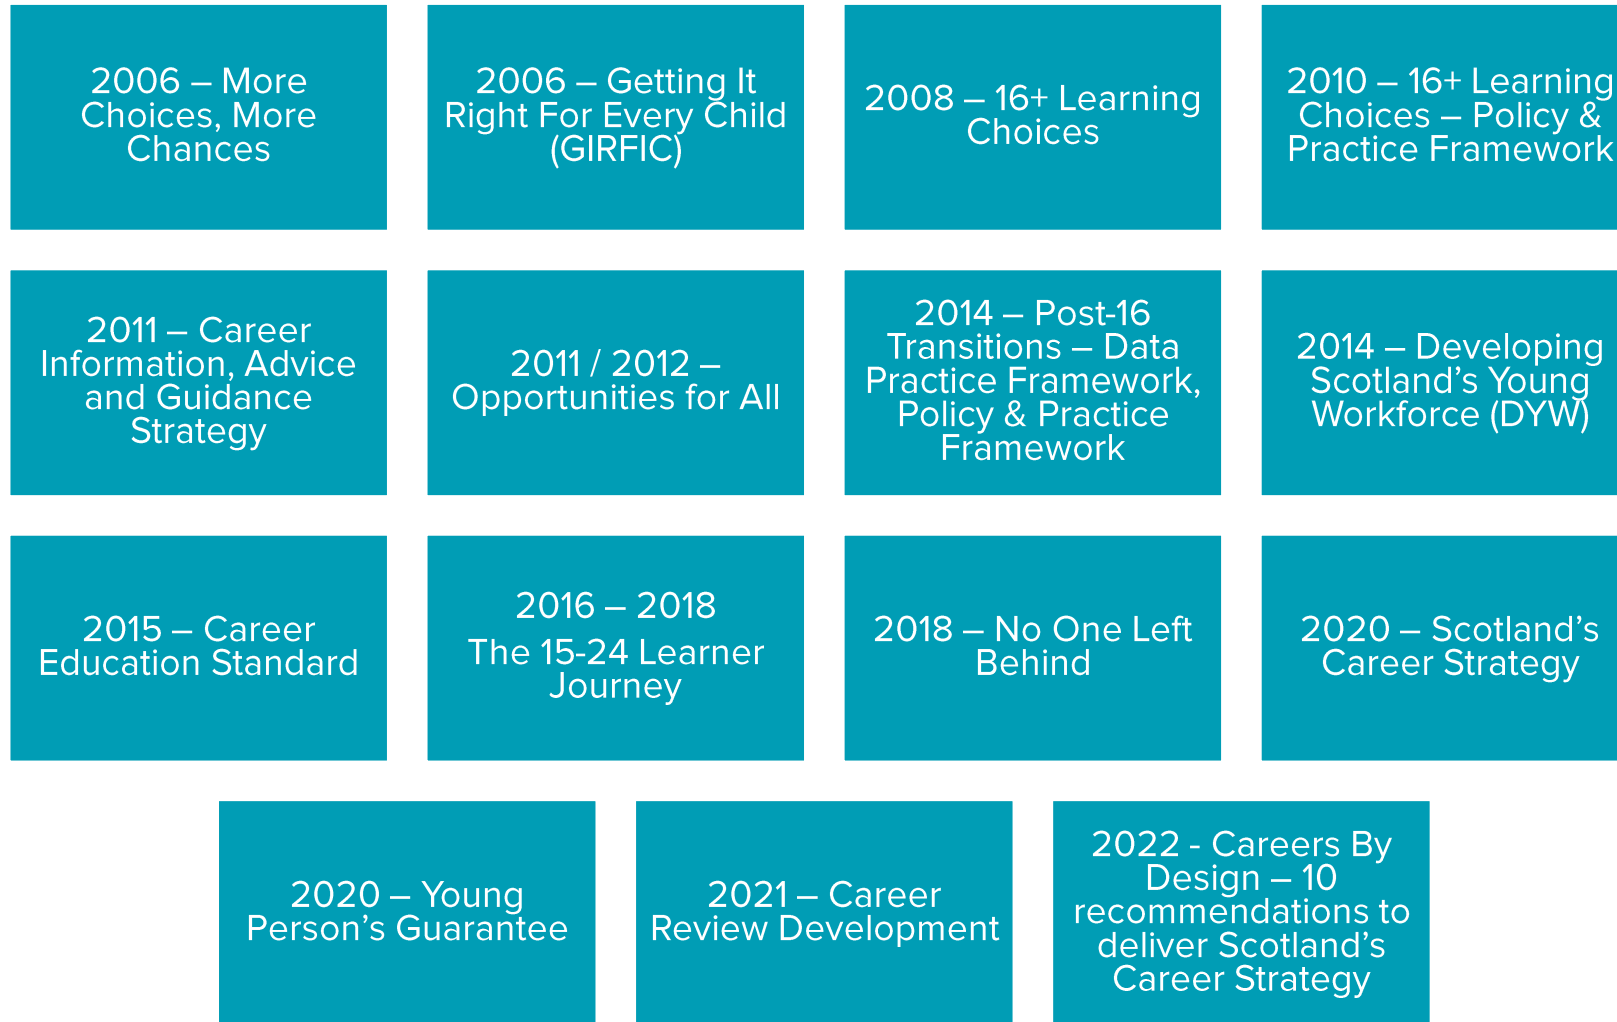 2006 – More
Choices, More
Chances
2006 – Getting It
Right For Every Child
(GIRFIC)
2008 – 16+ Learning
Choices
2010 – 16+ Learning
Choices – Policy &
Practice Framework
2011 – Career
Information, Advice
and Guidance
Strategy
2011 / 2012 –
Opportunities for All
2014 – Post-16
Transitions – Data
Practice Framework,
Policy & Practice
Framework
2014 – Developing
Scotland’s Young
Workforce (DYW)
2015 – Career
Education Standard
2016 – 2018
The 15-24 Learner
Journey
2018 – No One Left
Behind
2020 – Scotland’s
Career Strategy
2020 – Young
Person’s Guarantee
2021 – Career
Review Development
2022 - Careers By
Design – 10
recommendations to
deliver Scotland’s
Career Strategy